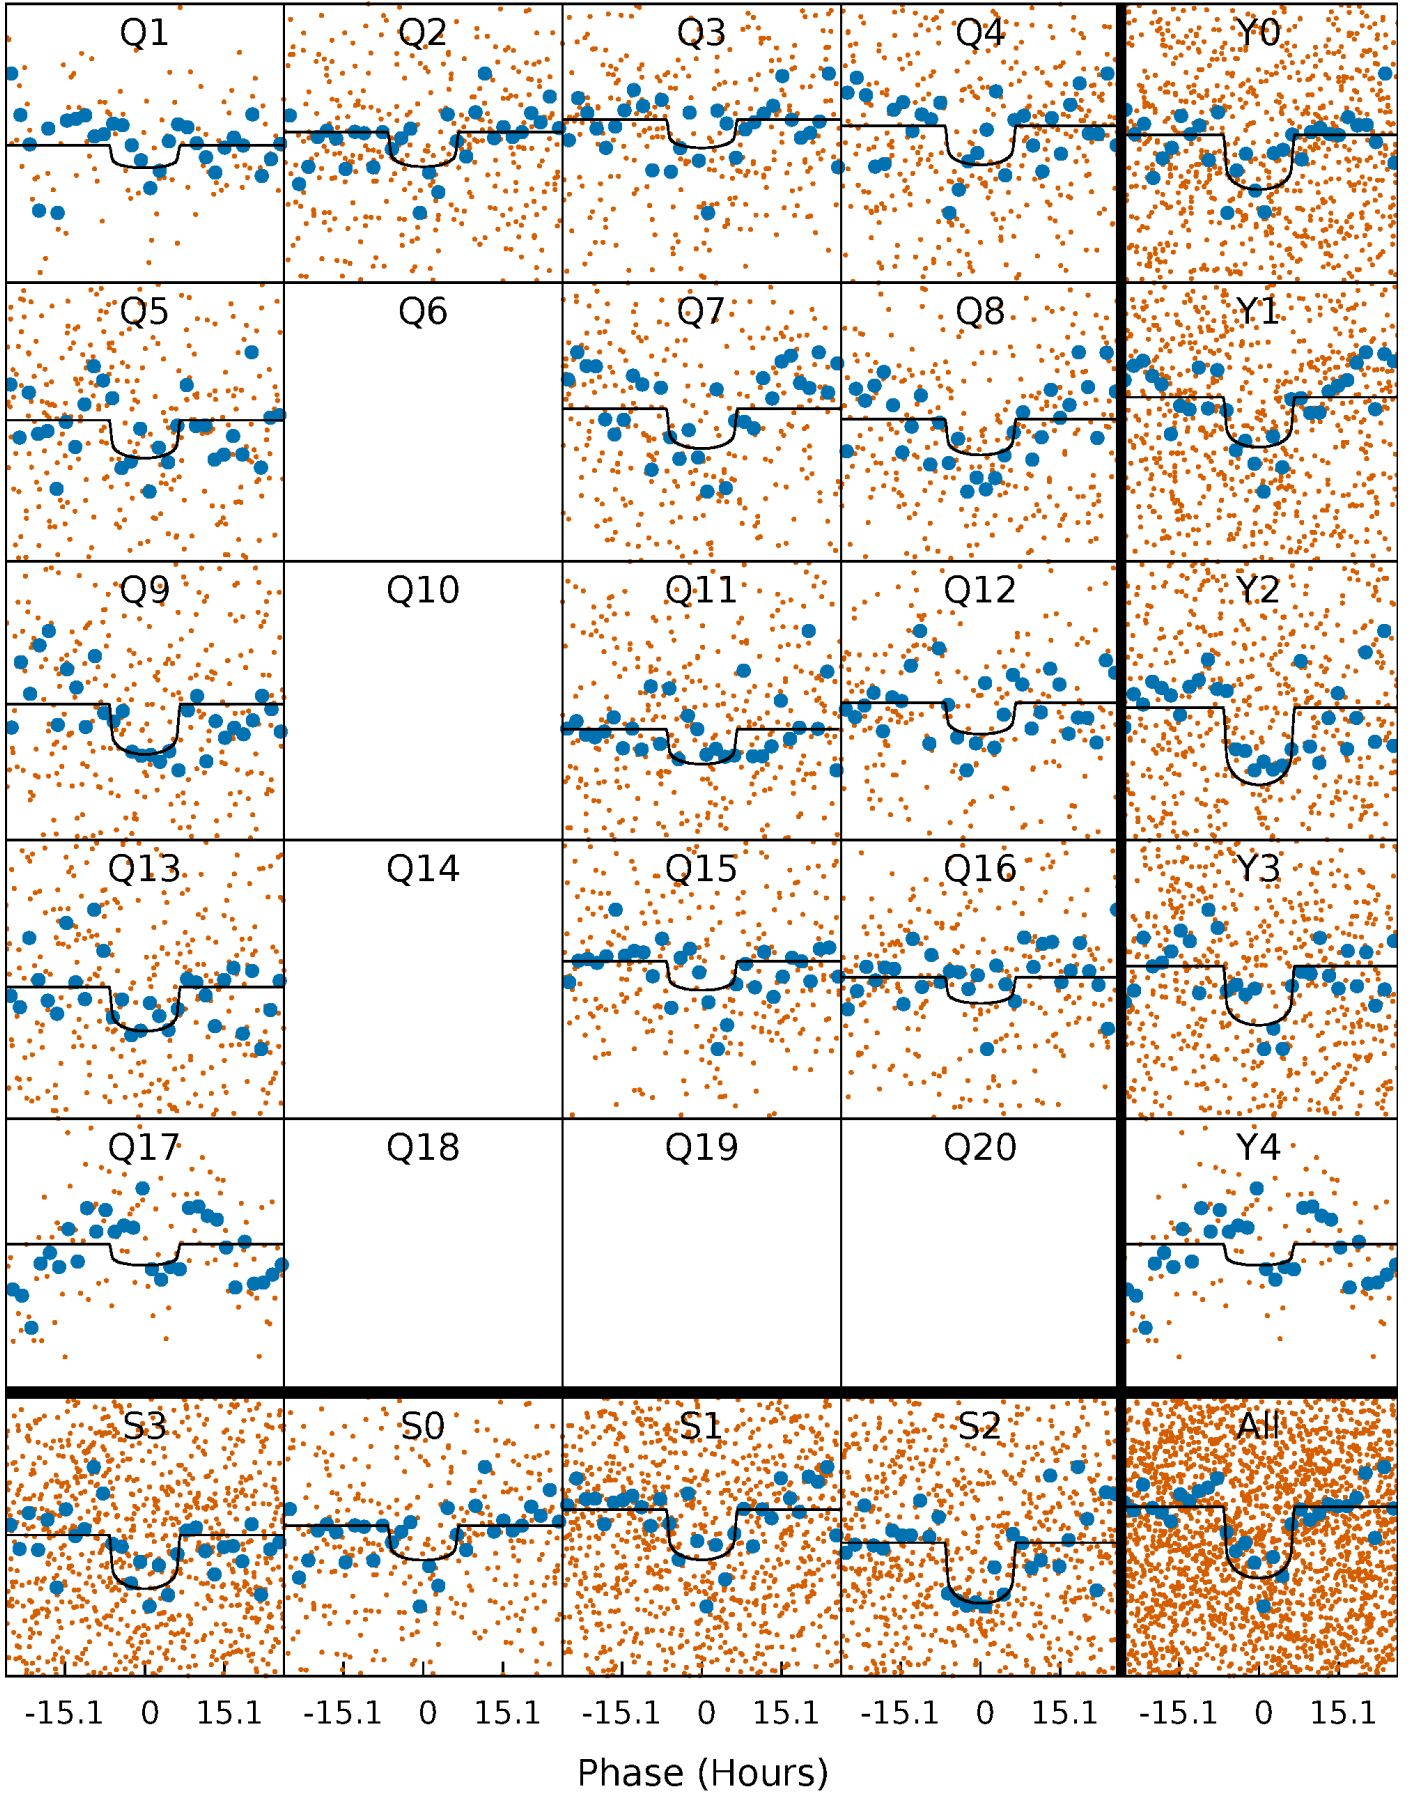 Q1 Q2 Q3 Q4 Y0
Q5 Q6 Q7 Q8 Y1
Q9 Q10 Q11 Q12 Y2
Q13 Q14 Q15 Q16 Y3
Q17 Q18 Q19 Q20 Y4
S3 S0 S1 S2 All
-15.1 0 15.1 -15.1 0 15.1 -15.1 0 15.1 -15.1 0 15.1 -15.1 0 15.1
Phase (Hours)